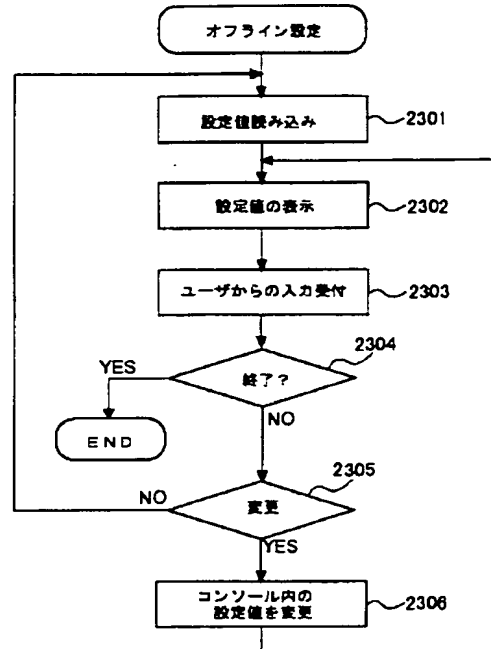 オフライン設定
設定値読み込み
2301
設定値の表示
2302
ユーザからの入力受付
2303
2304
YES
終了？
END
NO
2305
NO
変更
YES
コンソール内の
設定値を変更
2306